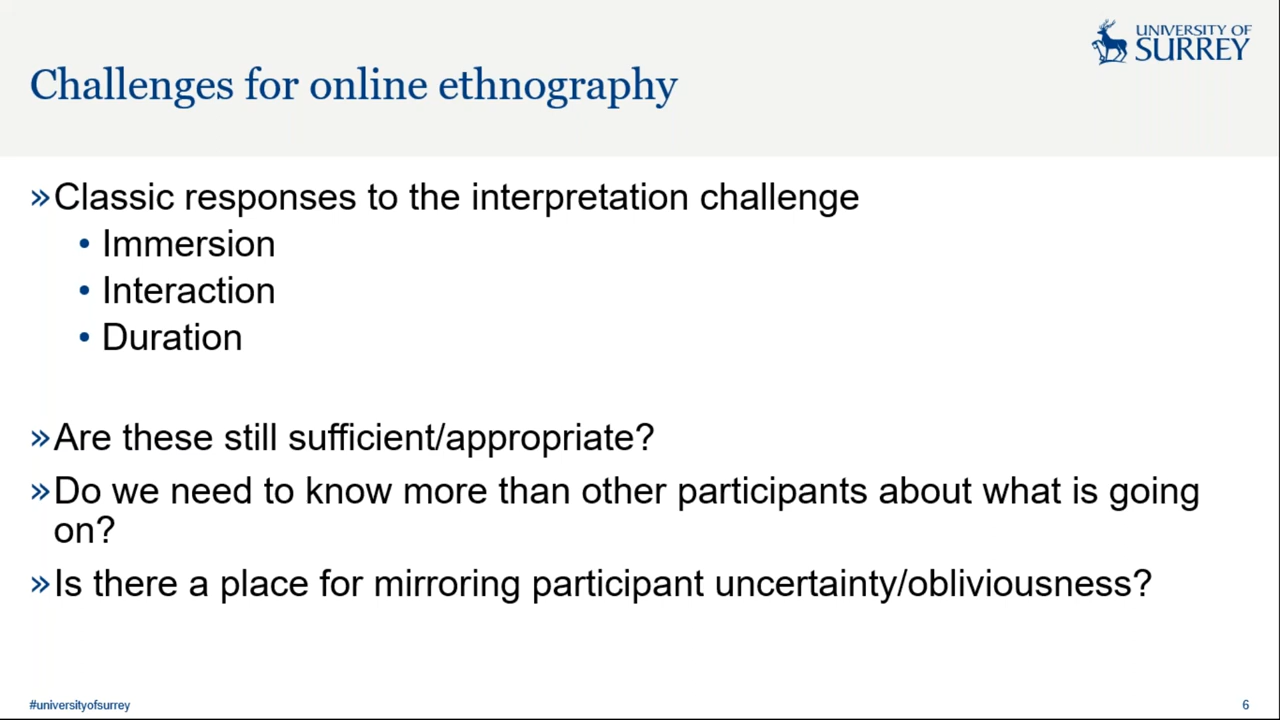 UNIVERSITY OF
SURREY
Challenges for online ethnography
» Classic responses to the interpretation challenge
• Immersion
• Interaction
• Duration
» Are these still sufficient/appropriate?
» Do we need to know more than other participants about what is going
on?
» Is there a place for mirroring participant uncertainty/obliviousness?
#universityofsurrey
6